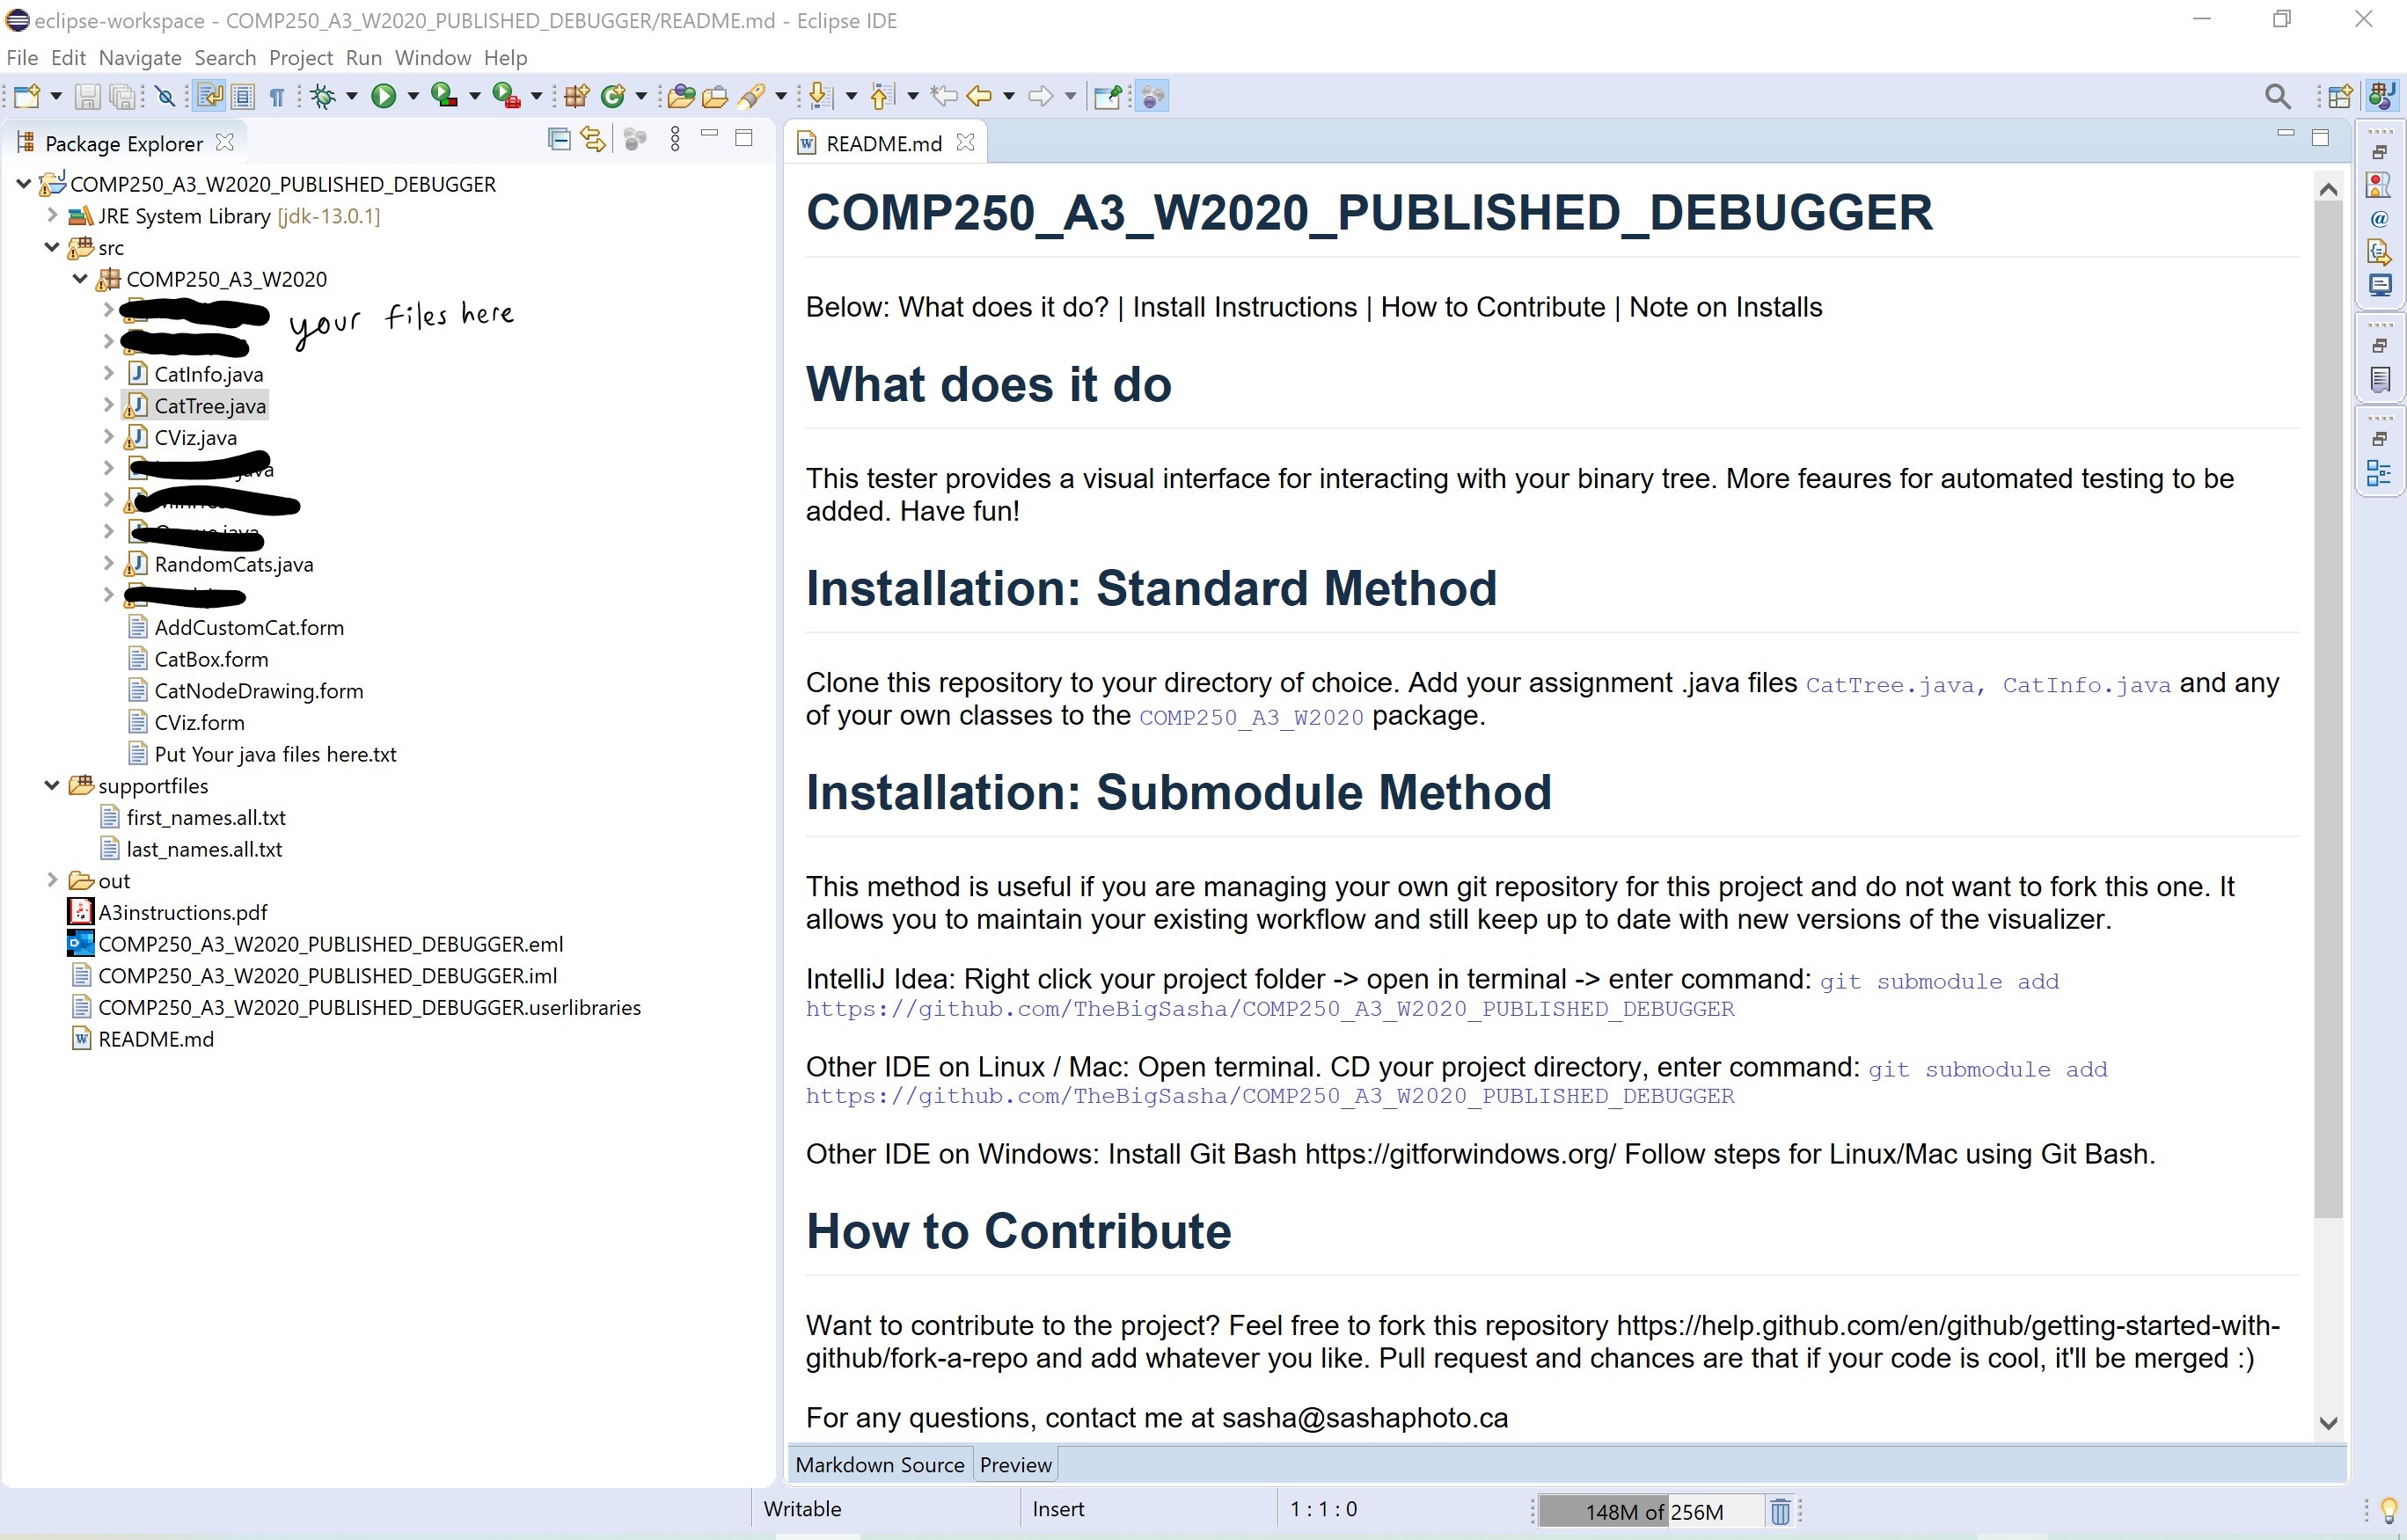 eclipse-workspace - COMP250_A3_W2020_PUBLISHED_DEBUGGER/README.md - Eclipse IDE
File Edit Navigate Search Project Run Window Help
Package Explorer
COMP250_A3_W2020_PUBLISHED_DEBUGGER
JRE System Library [jdk-13.0.1]
src
COMP250_A3_W2020
your files here
CatInfo.java
CatTree.java
CViz.java
RandomCats.java
AddCustomCat.form
CatBox.form
CatNodeDrawing.form
CViz.form
Put Your java files here.txt
supportfiles
first_names.all.txt
last_names.all.txt
out
A3instructions.pdf
COMP250_A3_W2020_PUBLISHED_DEBUGGER.eml
COMP250_A3_W2020_PUBLISHED_DEBUGGER.iml
COMP250_A3_W2020_PUBLISHED_DEBUGGER.userlibraries
README.md
README.md
COMP250_A3_W2020_PUBLISHED_DEBUGGER
Below: What does it do? | Install Instructions | How to Contribute | Note on Installs
What does it do
This tester provides a visual interface for interacting with your binary tree. More feaures for automated testing to be
added. Have fun!
Installation: Standard Method
Clone this repository to your directory of choice. Add your assignment .java files CatTree.java, CatInfo.java and any
of your own classes to the COMP250_A3_W2020 package.
Installation: Submodule Method
This method is useful if you are managing your own git repository for this project and do not want to fork this one. It
allows you to maintain your existing workflow and still keep up to date with new versions of the visualizer.
IntelliJ Idea: Right click your project folder -> open in terminal -> enter command: git submodule add
https://github.com/TheBigSasha/COMP250_A3_W2020_PUBLISHED_DEBUGGER
Other IDE on Linux / Mac: Open terminal. CD your project directory, enter command: git submodule add
https://github.com/TheBigSasha/COMP250_A3_W2020_PUBLISHED_DEBUGGER
Other IDE on Windows: Install Git Bash https://gitforwindows.org/ Follow steps for Linux/Mac using Git Bash.
How to Contribute
Want to contribute to the project? Feel free to fork this repository https://help.github.com/en/github/getting-started-with-
github/fork-a-repo and add whatever you like. Pull request and chances are that if your code is cool, it'll be merged :)
For any questions, contact me at sasha@sashaphoto.ca
Markdown Source Preview
Writable Insert 1 : 1 : 0 148M of 256M